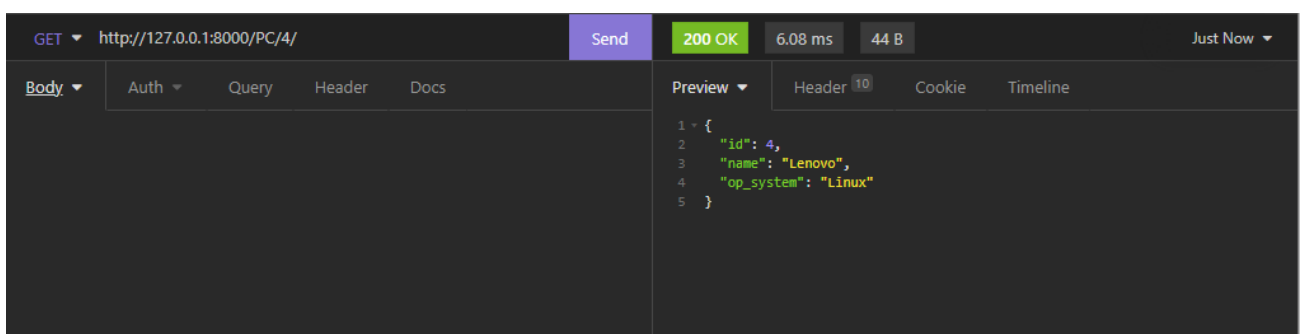 GET http://127.0.0.1:8000/PC/4/ Send 200 OK 6.08 ms 44 B Just Now
Body Auth Query Header Docs Preview Header 10 Cookie Timeline
1 {
2 "id": 4,
3 "name": "Lenovo",
4 "op_system": "Linux"
5 }